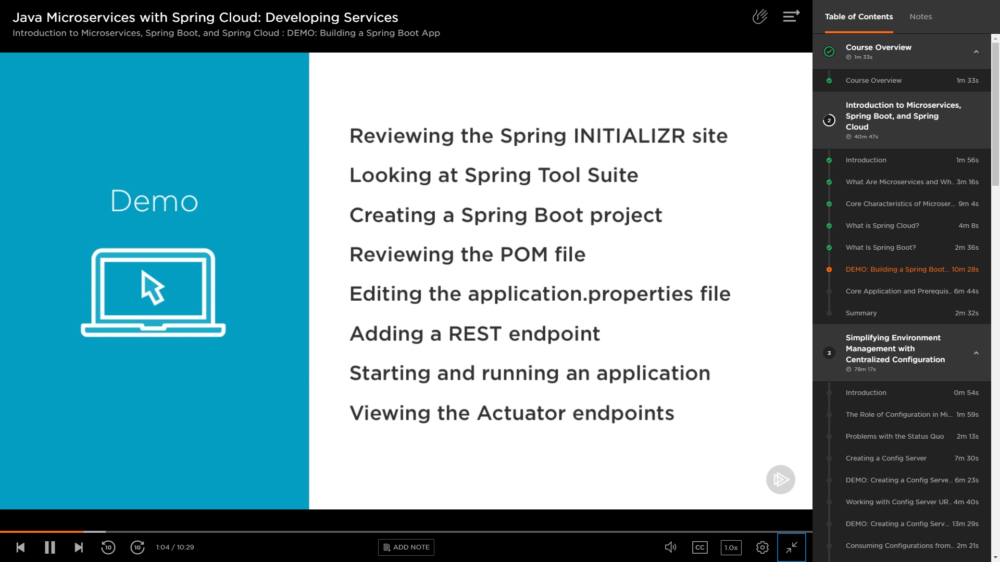 Java Microservices with Spring Cloud: Developing Services
Introduction to Microservices, Spring Boot, and Spring Cloud : DEMO: Building a Spring Boot App
Demo
Reviewing the Spring INITIALIZR site
Looking at Spring Tool Suite
Creating a Spring Boot project
Reviewing the POM file
Editing the application.properties file
Adding a REST endpoint
Starting and running an application
Viewing the Actuator endpoints
10
10
1:04 / 10:29
ADD NOTE
CC
1.0x
Table of Contents
Notes
Course Overview
1m 33s
Course Overview 1m 33s
2
Introduction to Microservices,
Spring Boot, and Spring
Cloud
40m 47s
Introduction 1m 56s
What Are Microservices and Wh.. 3m 16s
Core Characteristics of Microser... 9m 4s
What is Spring Cloud? 4m 8s
What Is Spring Boot? 2m 36s
DEMO: Building a Spring Boot... 10m 28s
Core Application and Prerequis.. 6m 44s
Summary 2m 32s
3
Simplifying Environment
Management with
Centralized Configuration
78m 17s
Introduction 0m 54s
The Role of Configuration in Mi... 1m 59s
Problems with the Status Quo 2m 13s
Creating a Config Server 7m 30s
DEMO: Creating a Config Serve.. 6m 23s
Working with Config Server UR.. 4m 40s
DEMO: Creating a Config Serv... 13m 29s
Consuming Configurations from... 2m 21s